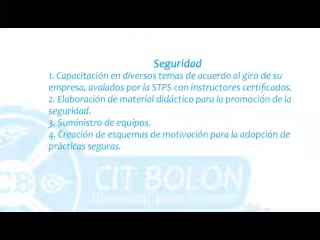 Seguridad
1. Capacitación en diversos temas de acuerdo al giro de su
empresa, avalados por la STPS con instructores certificados.
2. Elaboración de material didáctico para la promoción de la
seguridad.
3. Suministro de equipos.
4. Creación de esquemas de motivación para la adopción de
prácticas seguras.
CIT BOLON